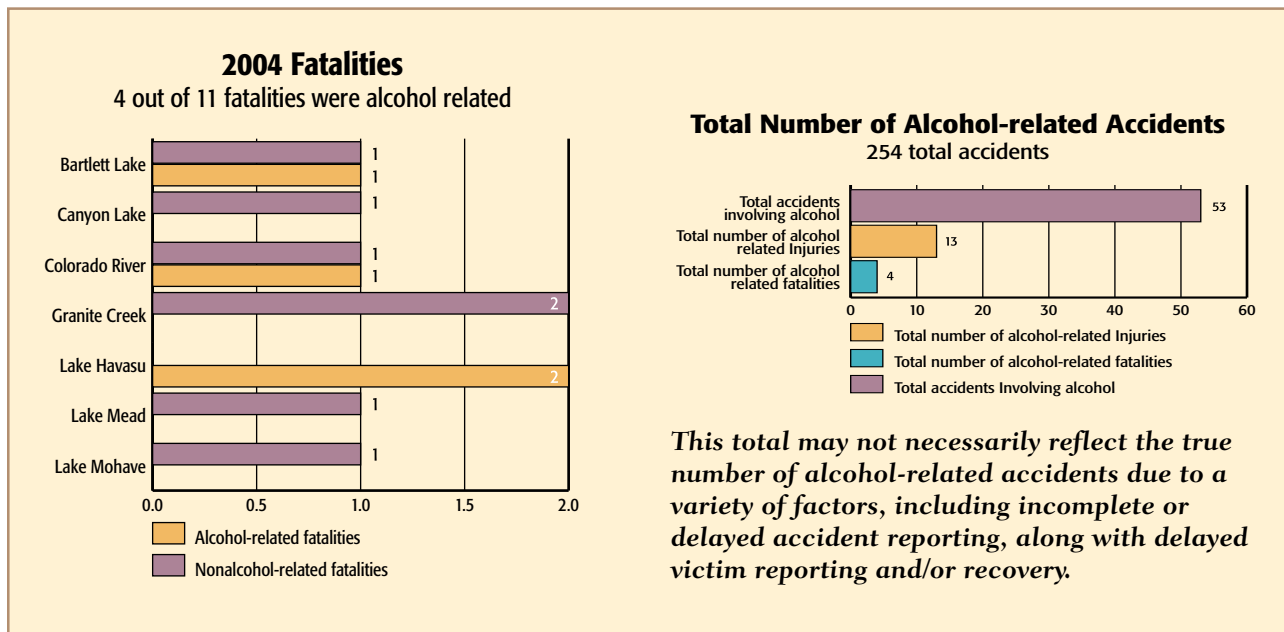 2004 Fatalities
4 out of 11 fatalities were alcohol related
Bartlett Lake
1
1
Canyon Lake
1
Colorado River
1
1
Granite Creek
2
Lake Havasu
2
Lake Mead
1
Lake Mohave
1
0.0 0.5 1.0 1.5 2.0
Alcohol-related fatalities
Nonalcohol-related fatalities
Total Number of Alcohol-related Accidents
254 total accidents
Total accidents
involving alcohol
53
Total number of alcohol
related Injuries
13
Total number of alcohol
related fatalities
4
0 10 20 30 40 50 60
Total number of alcohol-related Injuries
Total number of alcohol-related fatalities
Total accidents Involving alcohol
This total may not necessarily reflect the true
number of alcohol-related accidents due to a
variety of factors, including incomplete or
delayed accident reporting, along with delayed
victim reporting and/or recovery.